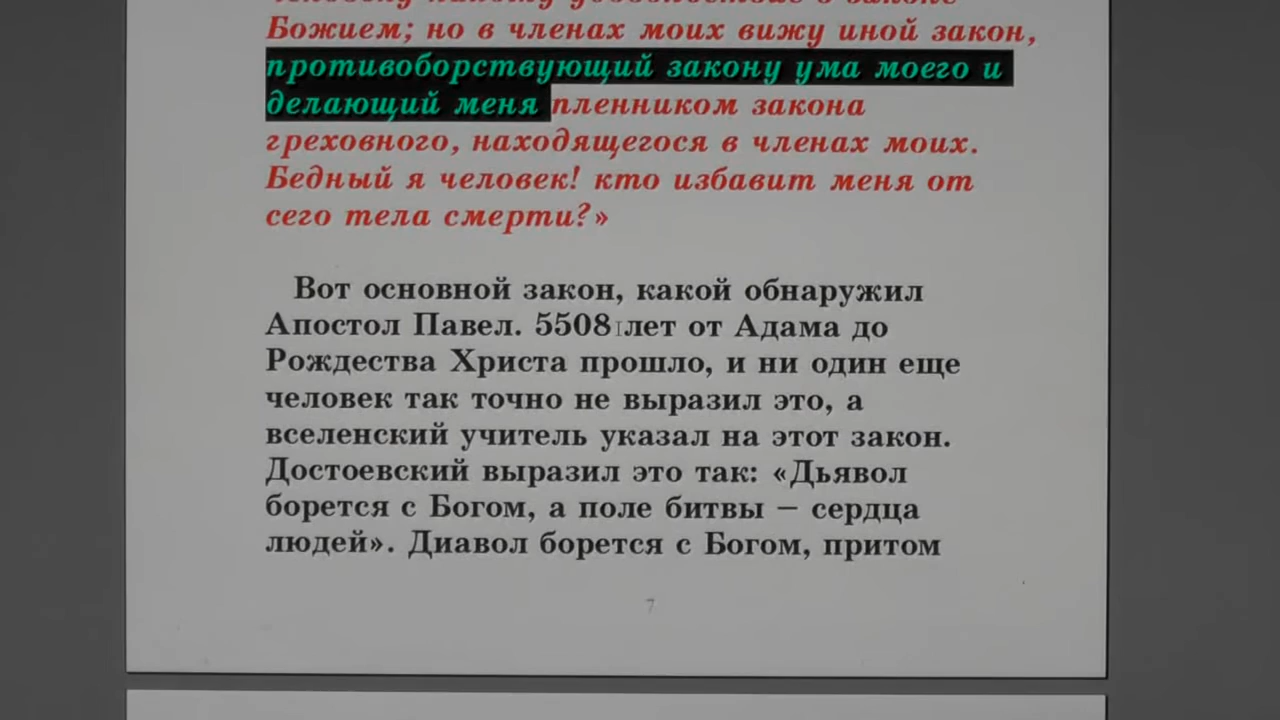 Божием; но в членах моих вижу иной закон,
противоборствующий закону ума моего и
делающий меня пленником закона
греховного, находящегося в членах моих.
Бедный я человек! кто избавит меня от
сего тела смерти?»
Вот основной закон, какой обнаружил
Апостол Павел. 5508 лет от Адама до
Рождества Христа прошло, и ни один еще
человек так точно не выразил это, а
вселенский учитель указал на этот закон.
Достоевский выразил это так: «Дьявол
борется с Богом, а поле битвы – сердца
людей». Диавол борется с Богом, притом
7